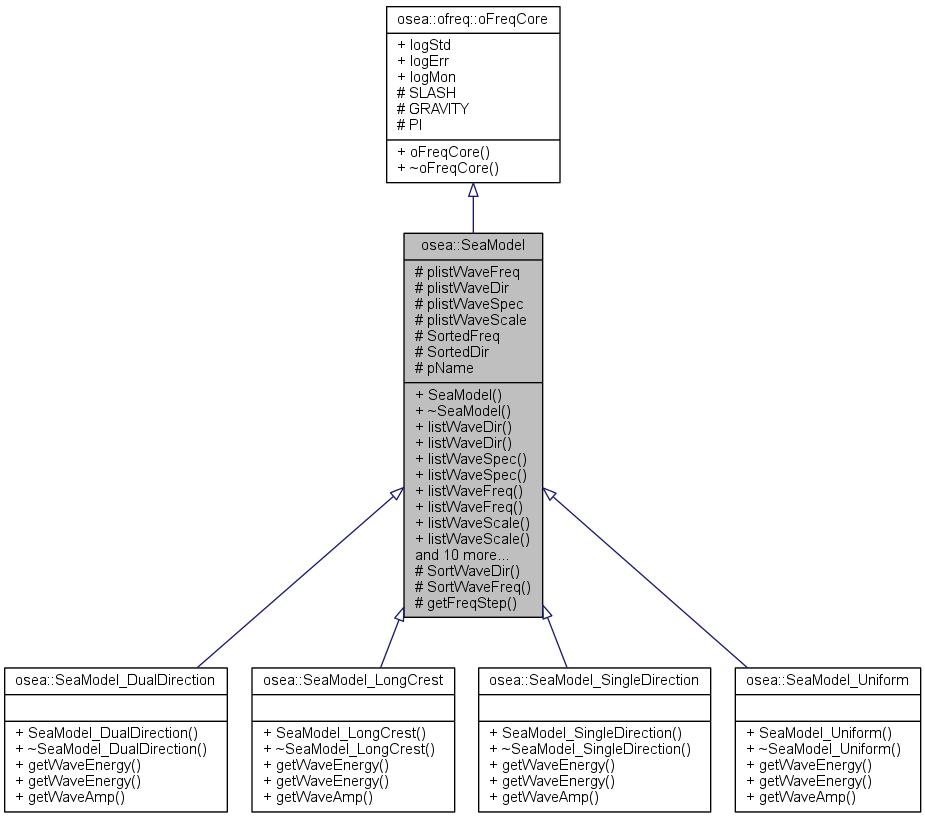 osea::ofreq::oFreqCore
+ logStd
+ logErr
+ logMon
# SLASH
# GRAVITY
# PI
+ oFreqCore()
+ ~oFreqCore()
osea::SeaModel
# plistWaveFreq
# plistWaveDir
# plistWaveSpec
# plistWaveScale
# SortedFreq
# SortedDir
# pName
+ SeaModel()
+ ~SeaModel()
+ listWaveDir()
+ listWaveDir()
+ listWaveSpec()
+ listWaveSpec()
+ listWaveFreq()
+ listWaveFreq()
+ listWaveScale()
+ listWaveScale()
and 10 more...
# SortWaveDir()
# SortWaveFreq()
# getFreqStep()
osea::SeaModel_DualDirection
+ SeaModel_DualDirection()
+ ~SeaModel_DualDirection()
+ getWaveEnergy()
+ getWaveEnergy()
+ getWaveAmp()
osea::SeaModel_LongCrest
+ SeaModel_LongCrest()
+ ~SeaModel_LongCrest()
+ getWaveEnergy()
+ getWaveEnergy()
+ getWaveAmp()
osea::SeaModel_SingleDirection
+ SeaModel_SingleDirection()
+ ~SeaModel_SingleDirection()
+ getWaveEnergy()
+ getWaveEnergy()
+ getWaveAmp()
osea::SeaModel_Uniform
+ SeaModel_Uniform()
+ ~SeaModel_Uniform()
+ getWaveEnergy()
+ getWaveEnergy()
+ getWaveAmp()